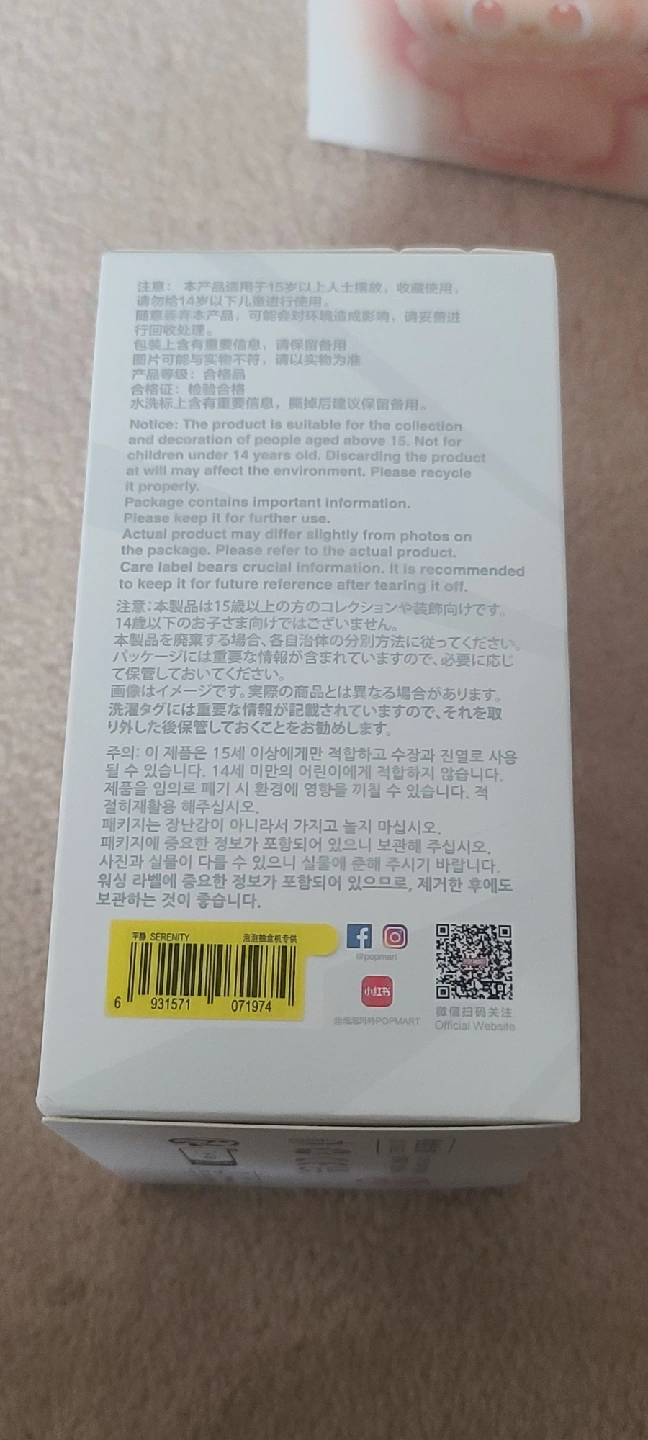 注意： 本产品适用于15岁以上人士摆放，收藏使用。
请勿给14岁以下儿童进行使用。
随意丢弃本产品，可能会对环境造成影响，请妥善进
行回收处理。
包装上含有重要信息，请保留备用
图片可能与实物不符，请以实物为准
产品等级：合格品
合格证：检验合格
水洗标上含有重要信息，撕掉后建议保留备用。
Notice: The product is suitable for the collection
and decoration of people aged above 15. Not for
children under 14 years old. Discarding the product
at will may affect the environment. Please recycle
it properly.
Package contains important information.
Please keep it for further use.
Actual product may differ slightly from photos on
the package. Please refer to the actual product.
Care label bears crucial information. It is recommended
to keep it for future reference after tearing it off.
注意：本製品は15歳以上の方のコレクションや装飾向けです。
14歳以下のお子さま向けではございません。
本製品を廃棄する場合、各自治体の分別方法に従ってください。
パッケージには重要な情報が含まれていますので、必要に応じ
て保管しておいてください。
画像はイメージです。実際の商品とは異なる場合があります。
洗濯タグには重要な情報が記載されていますので、それを取
り外した後保管しておくことをお勧めします。
주의: 이 제품은 15세 이상에게만 적합하고 수장과 진열로 사용
될 수 있습니다. 14세 미만의 어린이에게 적합하지 않습니다.
제품을 임의로 폐기 시 환경에 영향을 끼칠 수 있습니다. 적
절히재활용 해주십시오.
패키지는 장난감이 아니라서 가지고 놀지 마십시오.
패키지에 중요한 정보가 포함되어 있으니 보관해 주십시오.
사진과 실물이 다를 수 있으니 실물에 준해 주시기 바랍니다.
워싱 라벨에 중요한 정보가 포함되어 있으므로, 제거한 후에도
보관하는 것이 좋습니다.
平静 SERENITY 泡泡抽盒机专供
6 931571 071974
@popmart
小红书
@泡泡玛特POPMART
微信扫码关注
Official Website